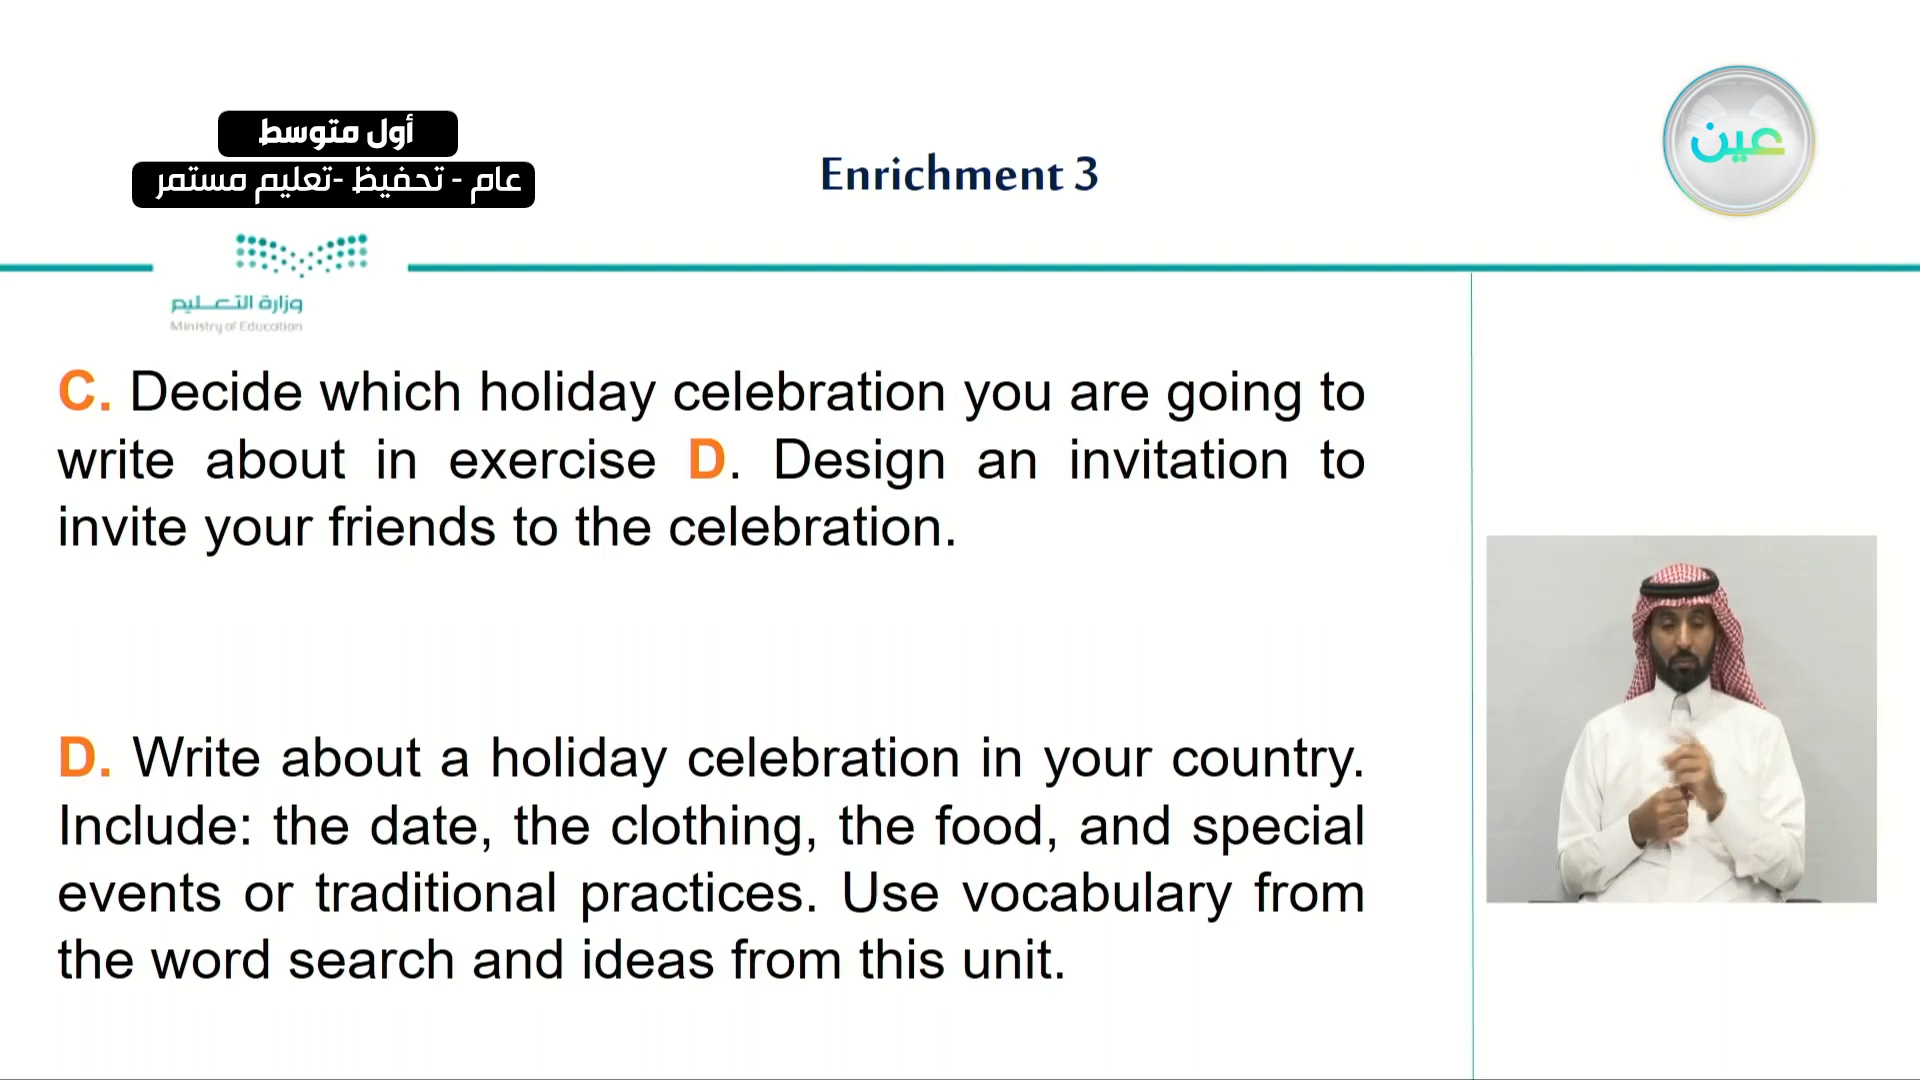 أول متوسط
عام - تحفيظ -تعليم مستمر
Enrichment 3
عين
وزارة التعليم
Ministry of Education
C. Decide which holiday celebration you are going to
write about in exercise D. Design an invitation to
invite your friends to the celebration.
D. Write about a holiday celebration in your country.
Include: the date, the clothing, the food, and special
events or traditional practices. Use vocabulary from
the word search and ideas from this unit.